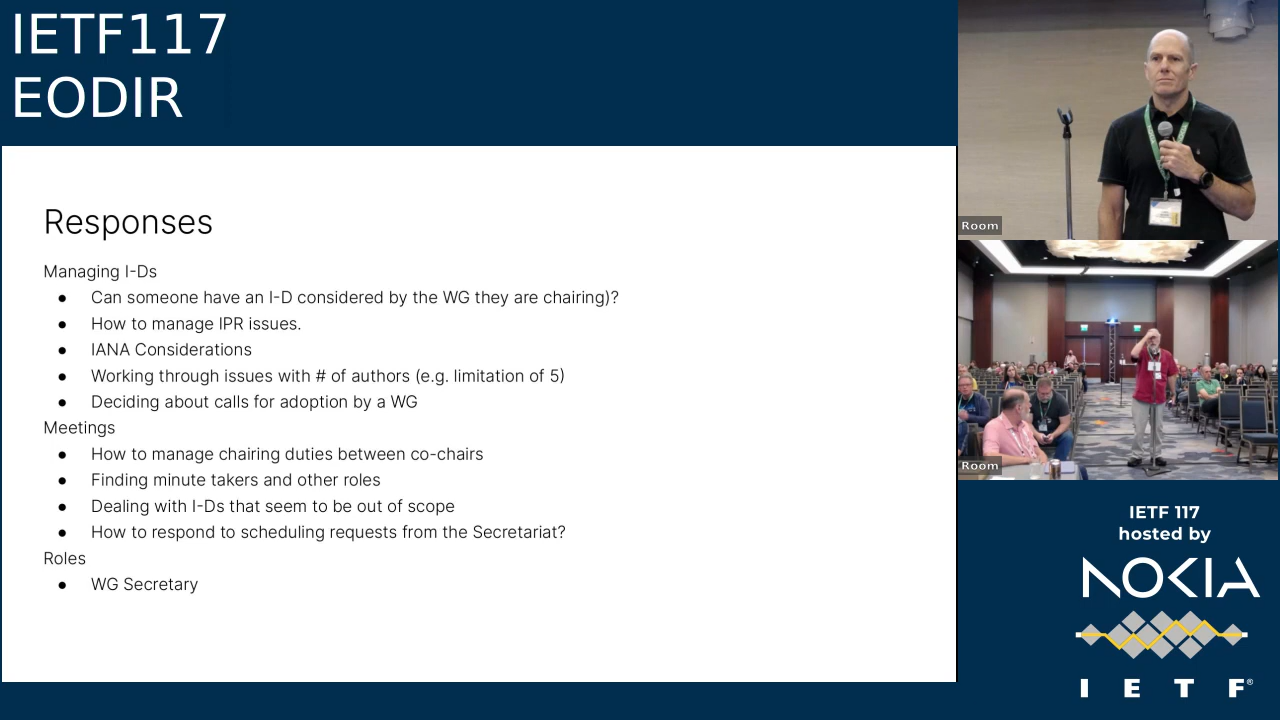 IETF117
EODIR
Responses
Managing I-Ds
● Can someone have an I-D considered by the WG they are chairing)?
● How to manage IPR issues.
● IANA Considerations
● Working through issues with # of authors (e.g. limitation of 5)
● Deciding about calls for adoption by a WG
Meetings
● How to manage chairing duties between co-chairs
● Finding minute takers and other roles
● Dealing with I-Ds that seem to be out of scope
● How to respond to scheduling requests from the Secretariat?
Roles
● WG Secretary
Room
Room
IETF 117
hosted by
NOKIA
I E T F®